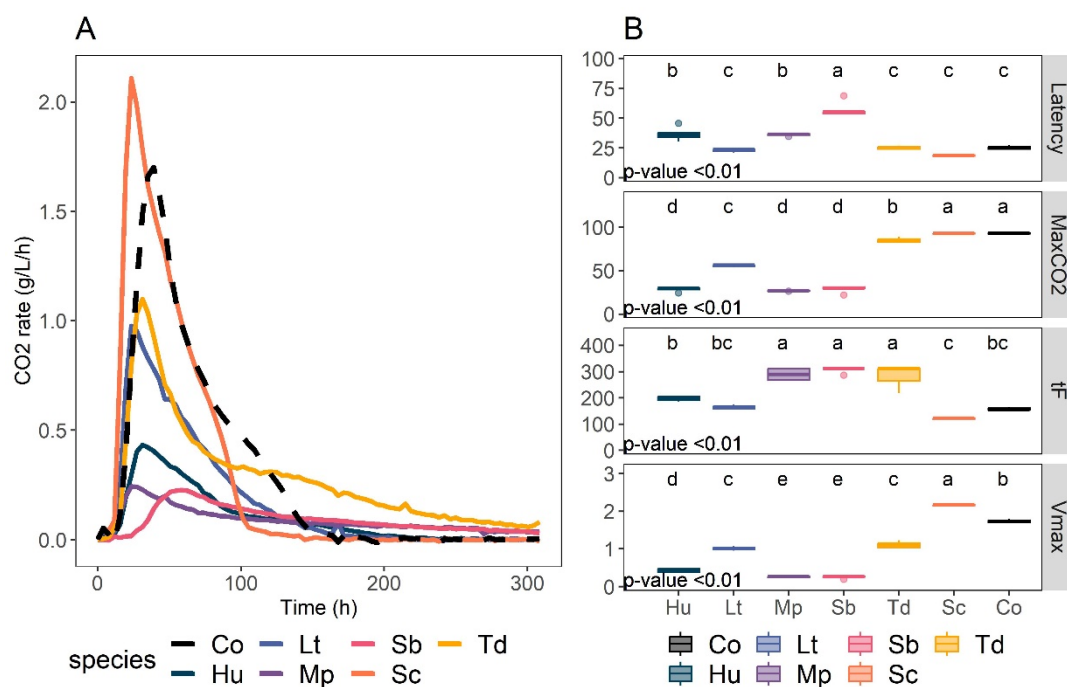 A
CO2 rate (g/L/h)
2.0
1.5
1.0
0.5
0.0
0 100 200 300
Time (h)
species
Co Lt Sb Td
Hu Mp Sc
B
100
75
50
25
0
b c b a c c c
p-value <0.01
Latency
100
50
0
d c d d b a a
p-value <0.01
MaxCO2
400
300
200
100
0
b bc a a a c bc
p-value <0.01
tF
3
2
1
0
d c e e c a b
p-value <0.01
Vmax
Hu Lt Mp Sb Td Sc Co
Co Lt Sb Td
Hu Mp Sc